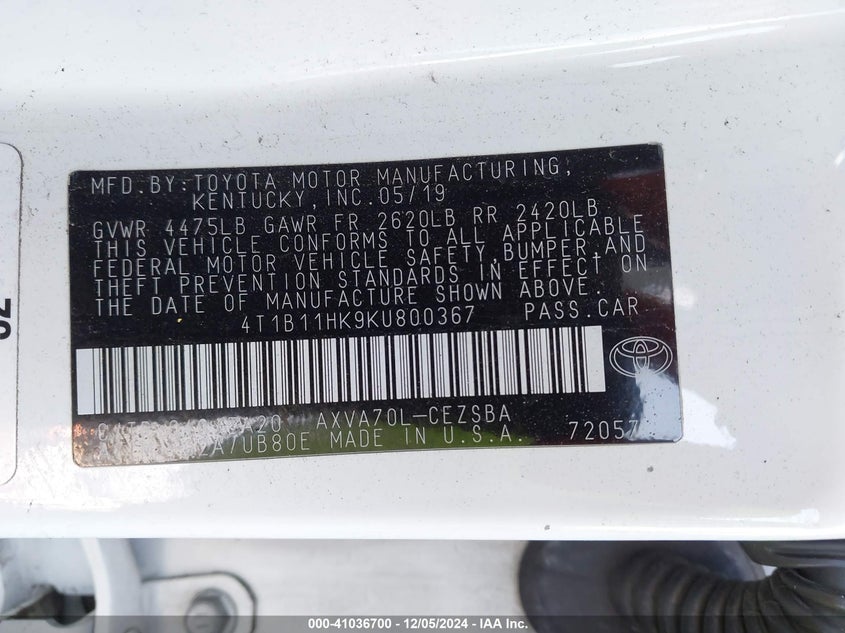 MFD.BY:TOYOTA MOTOR MANUFACTURING,
KENTUCKY,INC.05/19
GVWR 4475LB GAWR FR 2620LB RR 2420LB
THIS VEHICLE CONFORMS TO ALL APPLICABLE
FEDERAL MOTOR VEHICLE SAFETY,BUMPER,AND
THEFT PREVENTION STANDARDS IN EFFECT ON
THE DATE OF MANUFACTURE SHOWN ABOVE.
4T1B11HK9KU800367 PASS.CAR
AXVA70L-CEZSBA
MADE IN U.S.A. 72057
000-41036700 - 12/05/2024 - IAA Inc.